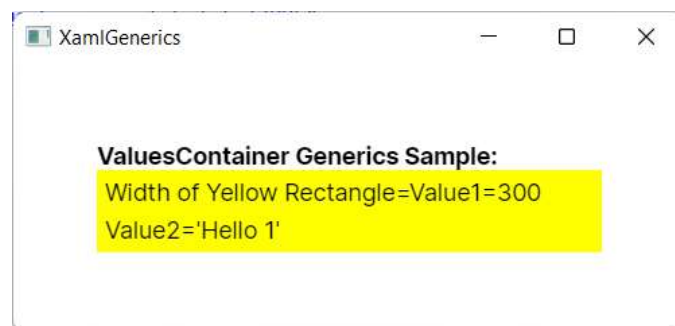 XamlGenerics
ValuesContainer Generics Sample:
Width of Yellow Rectangle=Value1=300
Value2='Hello 1'